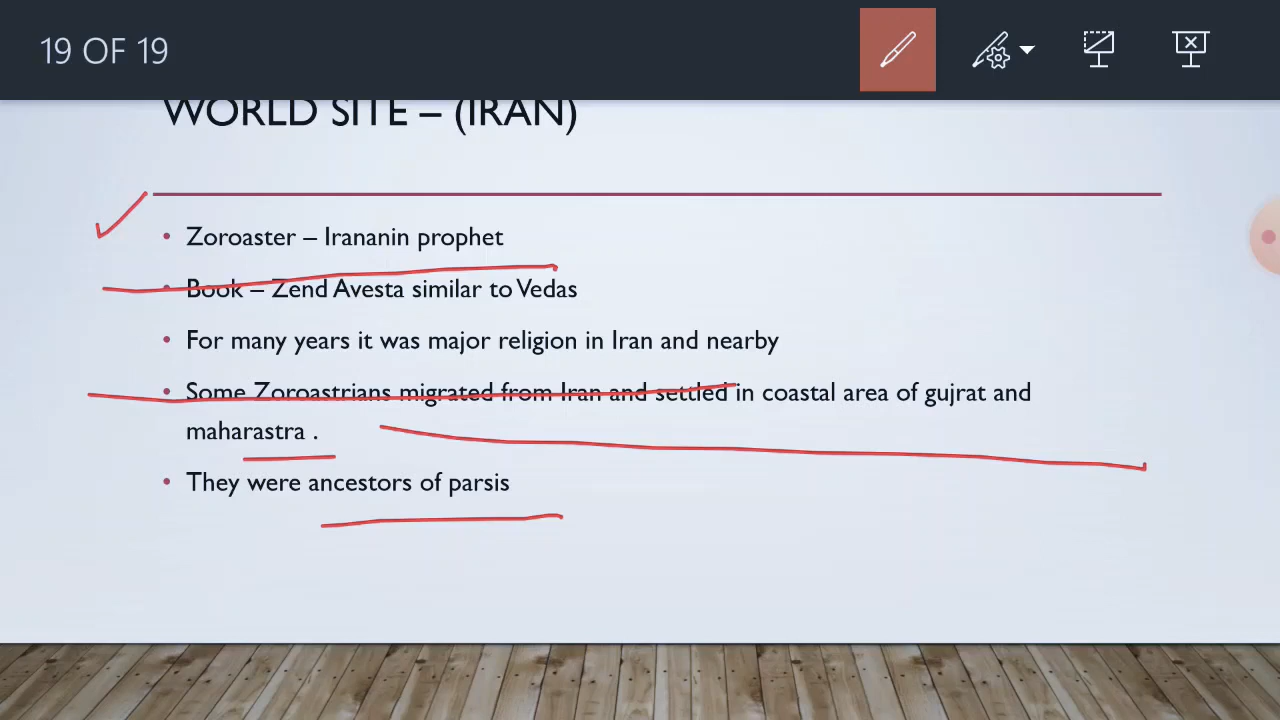 19 OF 19
WORLD SITE – (IRAN)
• Zoroaster – Irananin prophet
• Book – Zend Avesta similar to Vedas
• For many years it was major religion in Iran and nearby
• Some Zoroastrians migrated from Iran and settled in coastal area of gujrat and
maharastra .
• They were ancestors of parsis